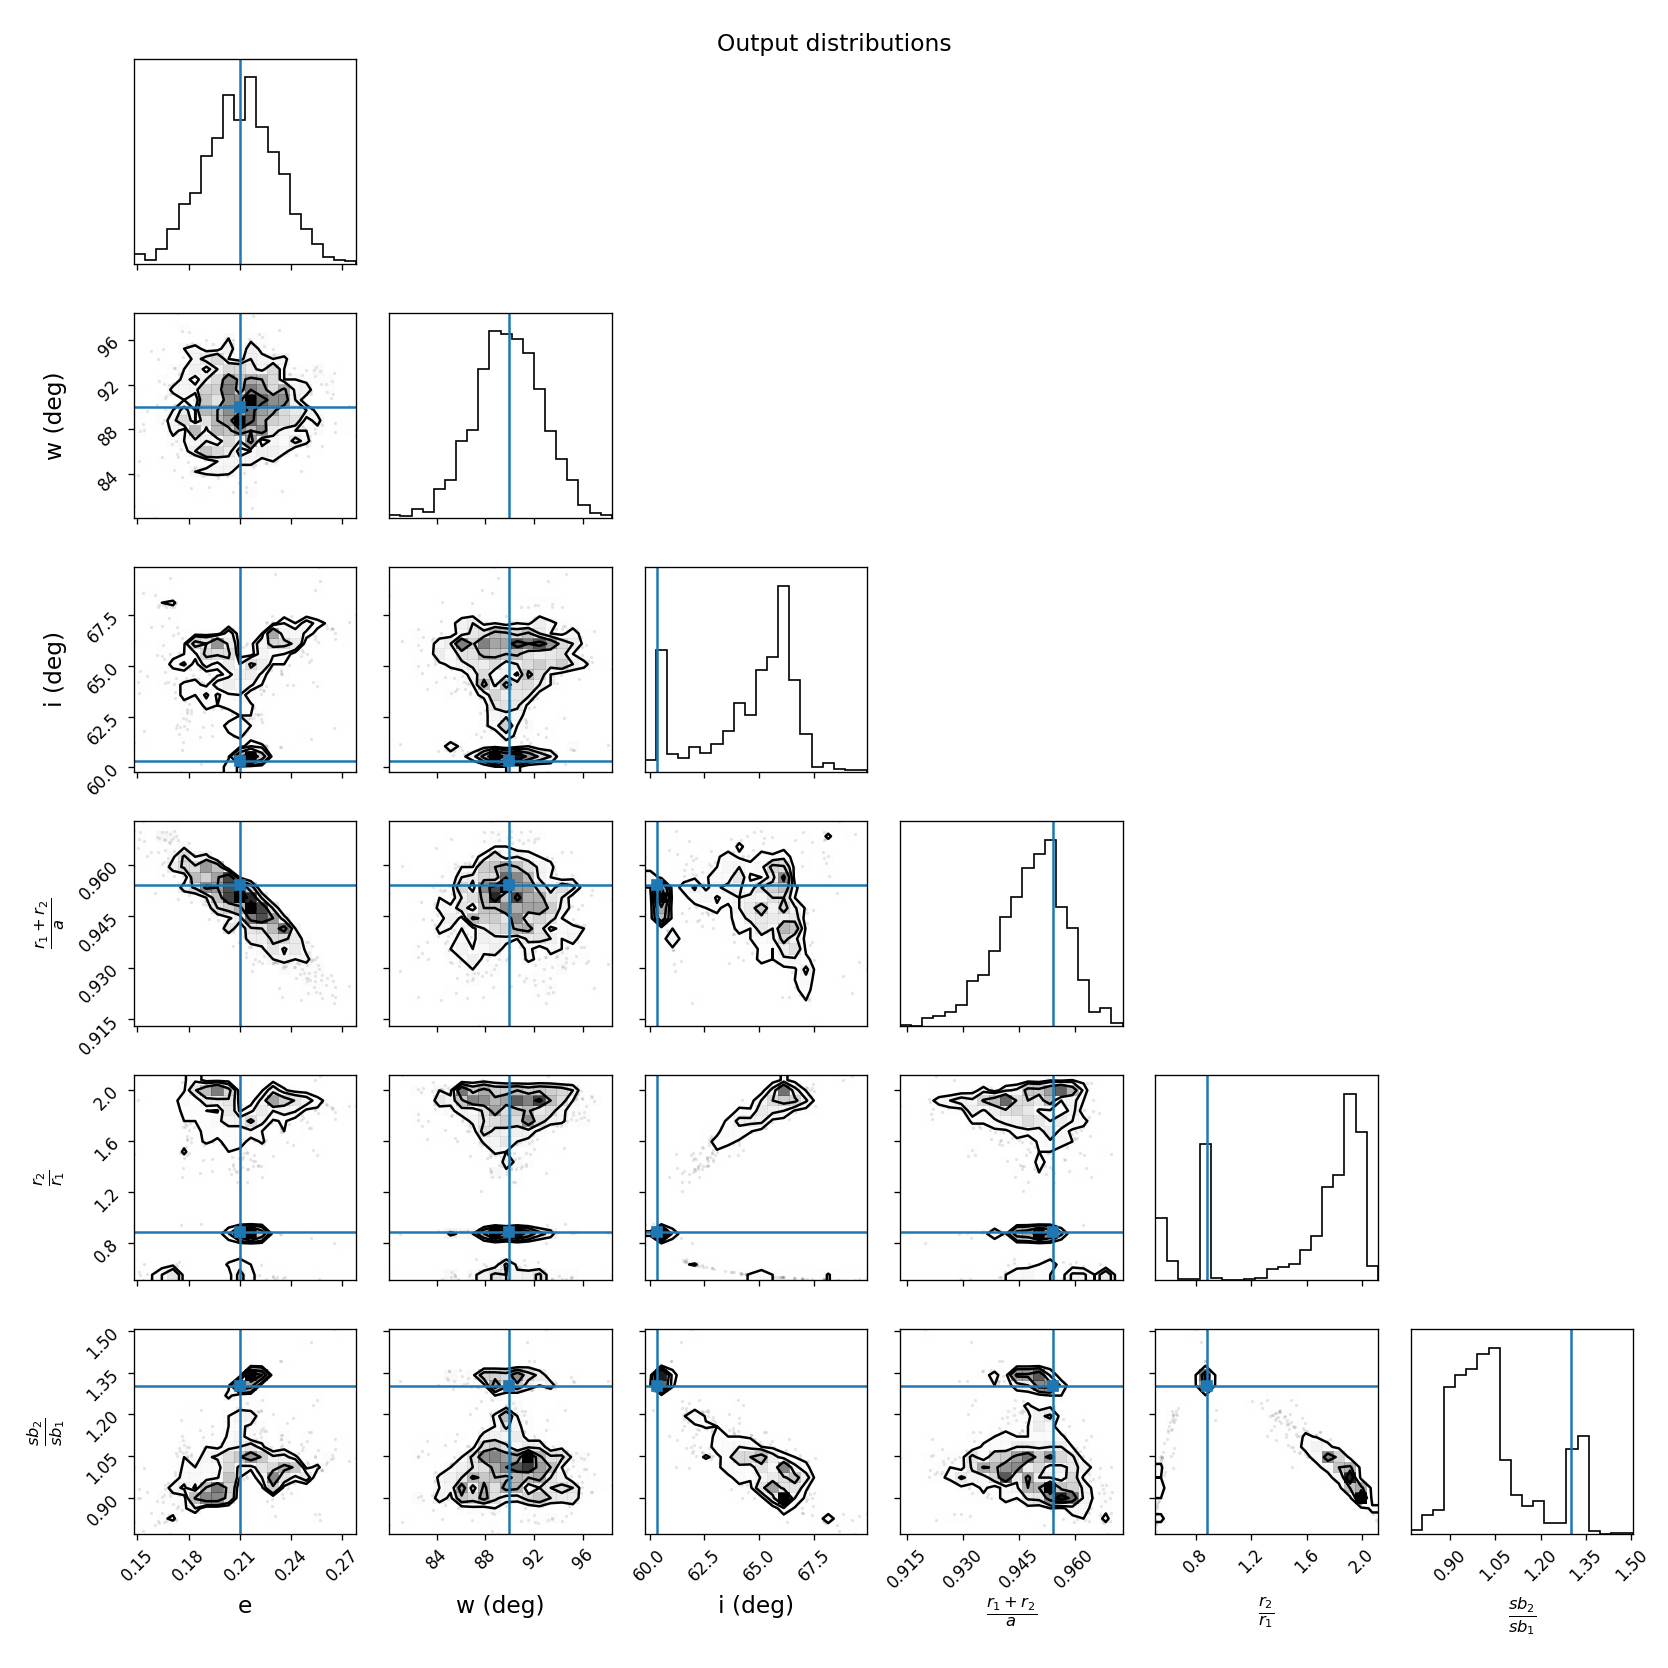 Output distributions
w (deg)
96
92
88
84
i (deg)
67.5
65.0
62.5
60.0
r₁ + r₂
a
0.960
0.945
0.930
0.915
r₂
r₁
2.0
1.6
1.2
0.8
sb₂
sb₁
1.50
1.35
1.20
1.05
0.90
0.15 0.18 0.21 0.24 0.27 84 88 92 96 60.0 62.5 65.0 67.5 0.915 0.930 0.945 0.960 0.8 1.2 1.6 2.0 0.90 1.05 1.20 1.35 1.50
e w (deg) i (deg)
r₁ + r₂
a
r₂
r₁
sb₂
sb₁